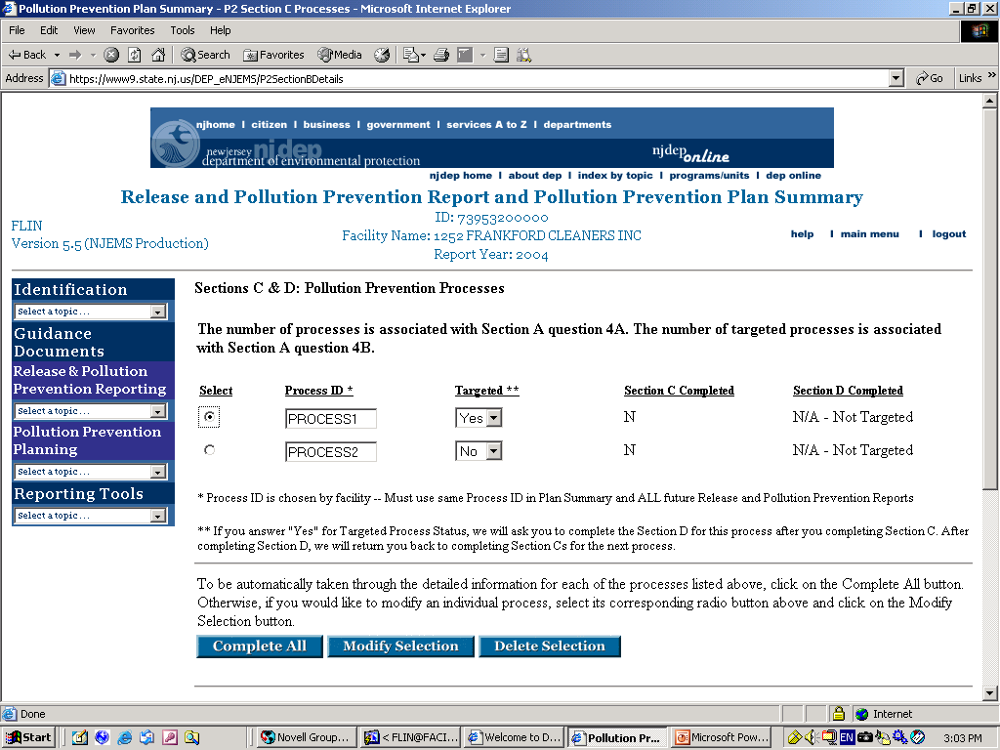 Pollution Prevention Plan Summary - P2 Section C Processes - Microsoft Internet Explorer
File Edit View Favorites Tools Help
Back Search Favorites Media
Address https://www9.state.nj.us/DEP_eNJEMS/P2SectionBDetails Go Links »
njhome I citizen I business I government I services A to Z I departments
newjersey njdep
department of environmental protection
njdep online
njdep home I about dep I index by topic I programs/units I dep online
Release and Pollution Prevention Report and Pollution Prevention Plan Summary
ID: 73953200000
FLIN
Facility Name: 1252 FRANKFORD CLEANERS INC
help I main menu I logout
Version 5.5 (NJEMS Production)
Report Year: 2004
Identification
Select a topic...
Guidance
Documents
Release & Pollution
Prevention Reporting
Select a topic...
Pollution Prevention
Planning
Select a topic...
Reporting Tools
Select a topic...
Sections C & D: Pollution Prevention Processes
The number of processes is associated with Section A question 4A. The number of targeted processes is associated
with Section A question 4B.
Select Process ID * Targeted ** Section C Completed Section D Completed
PROCESS1 Yes N N/A - Not Targeted
PROCESS2 No N N/A - Not Targeted
* Process ID is chosen by facility -- Must use same Process ID in Plan Summary and ALL future Release and Pollution Prevention Reports
** If you answer "Yes" for Targeted Process Status, we will ask you to complete the Section D for this process after you completing Section C. After
completing Section D, we will return you back to completing Section Cs for the next process.
To be automatically taken through the detailed information for each of the processes listed above, click on the Complete All button.
Otherwise, if you would like to modify an individual process, select its corresponding radio button above and click on the Modify
Selection button.
Complete All Modify Selection Delete Selection
Done Internet
Start Novell Group... < FLIN@FACI... Welcome to D... Pollution Pr... Microsoft Pow... EN 3:03 PM